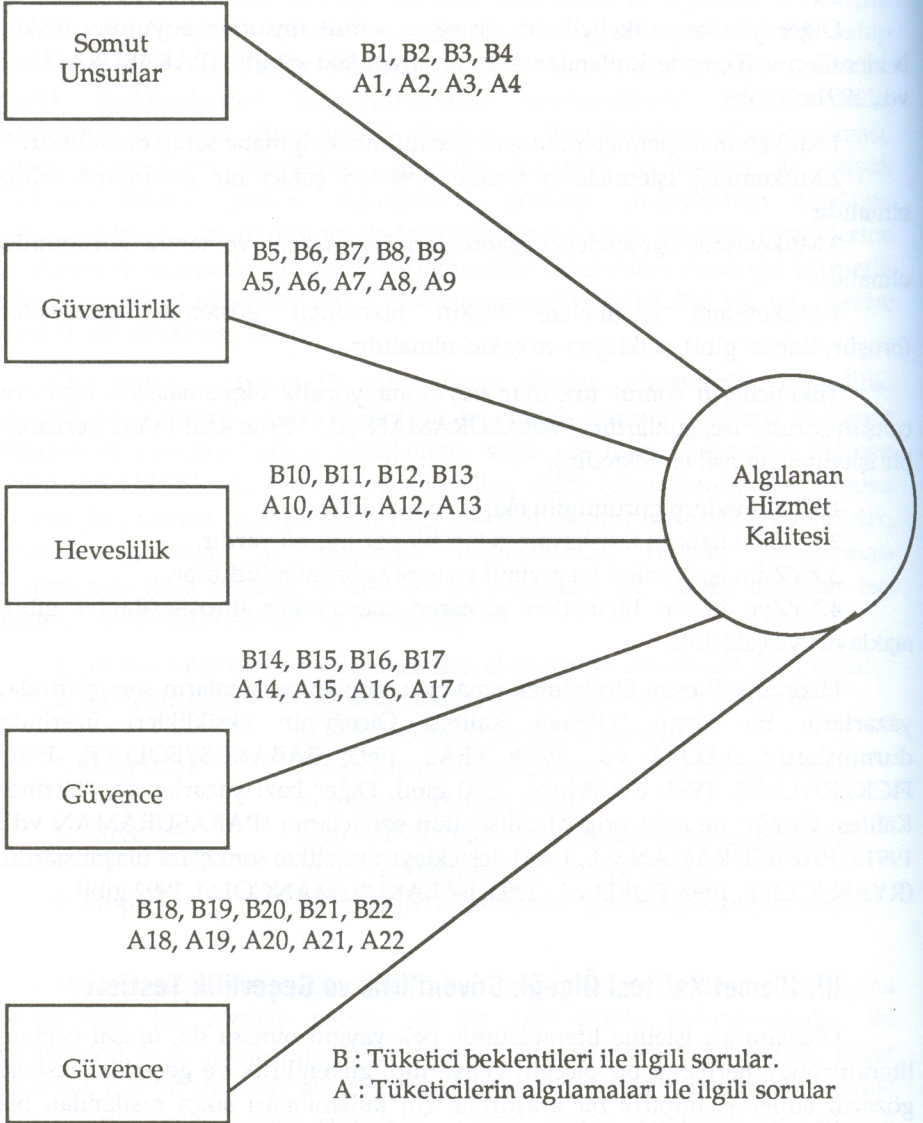 Somut
Unsurlar
B1, B2, B3, B4
A1, A2, A3, A4
B5, B6, B7, B8, B9
A5, A6, A7, A8, A9
Güvenilirlik
B10, B11, B12, B13
A10, A11, A12, A13
Heveslilik
Algılanan
Hizmet
Kalitesi
B14, B15, B16, B17
A14, A15, A16, A17
Güvence
B18, B19, B20, B21, B22
A18, A19, A20, A21, A22
Güvence
B : Tüketici beklentileri ile ilgili sorular.
A : Tüketicilerin algılamaları ile ilgili sorular